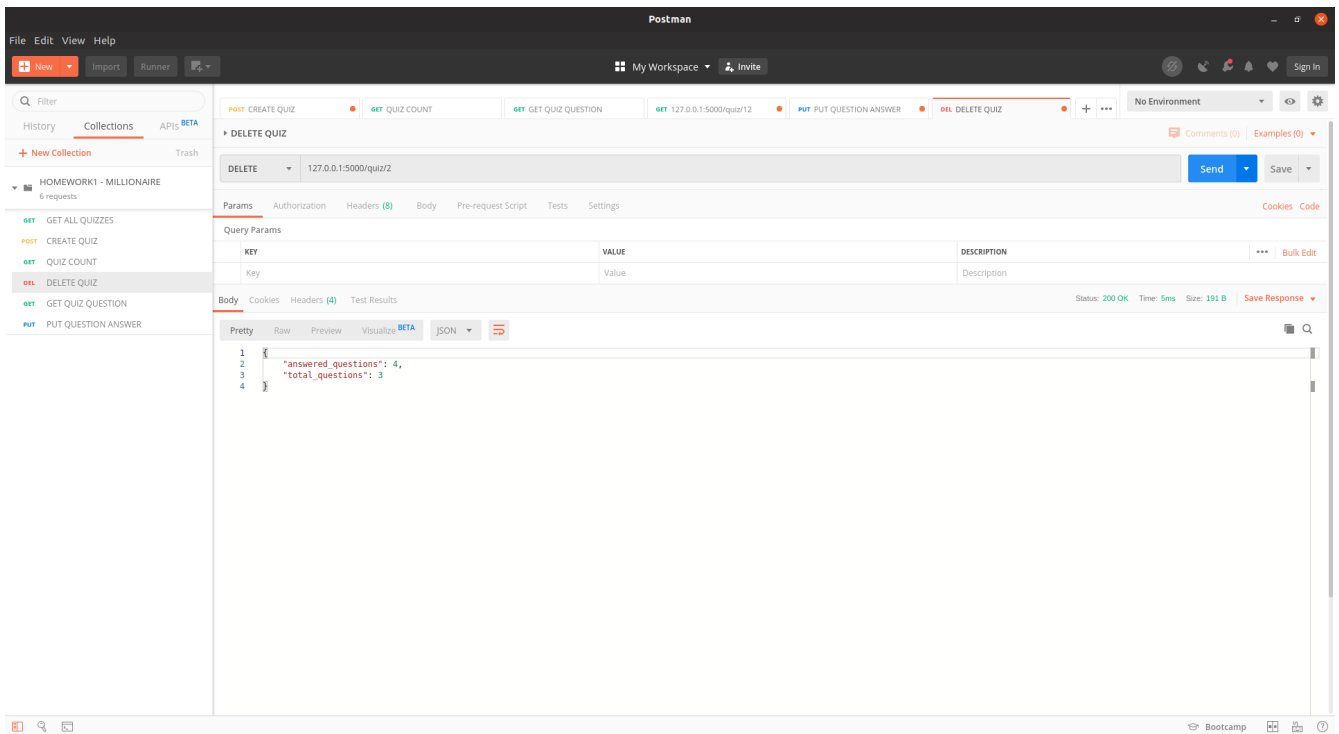 Postman
File Edit View Help
New Import Runner My Workspace Invite Sign In
Filter
History Collections APIs BETA
+ New Collection Trash
HOMEWORK1 - MILLIONAIRE
6 requests
GET GET ALL QUIZZES
POST CREATE QUIZ
GET QUIZ COUNT
DEL DELETE QUIZ
GET GET QUIZ QUESTION
PUT PUT QUESTION ANSWER
POST CREATE QUIZ GET QUIZ COUNT GET GET QUIZ QUESTION GET 127.0.0.1:5000/quiz/12 PUT PUT QUESTION ANSWER DEL DELETE QUIZ + ••• No Environment
DELETE QUIZ Comments (0) Examples (0)
DELETE 127.0.0.1:5000/quiz/2 Send Save
Params Authorization Headers (8) Body Pre-request Script Tests Settings Cookies Code
Query Params
KEY VALUE DESCRIPTION ••• Bulk Edit
Key Value Description
Body Cookies Headers (4) Test Results Status: 200 OK Time: 5ms Size: 191 B Save Response
Pretty Raw Preview Visualize BETA JSON
1 {
2 "answered_questions": 4,
3 "total_questions": 3
4 }
Bootcamp